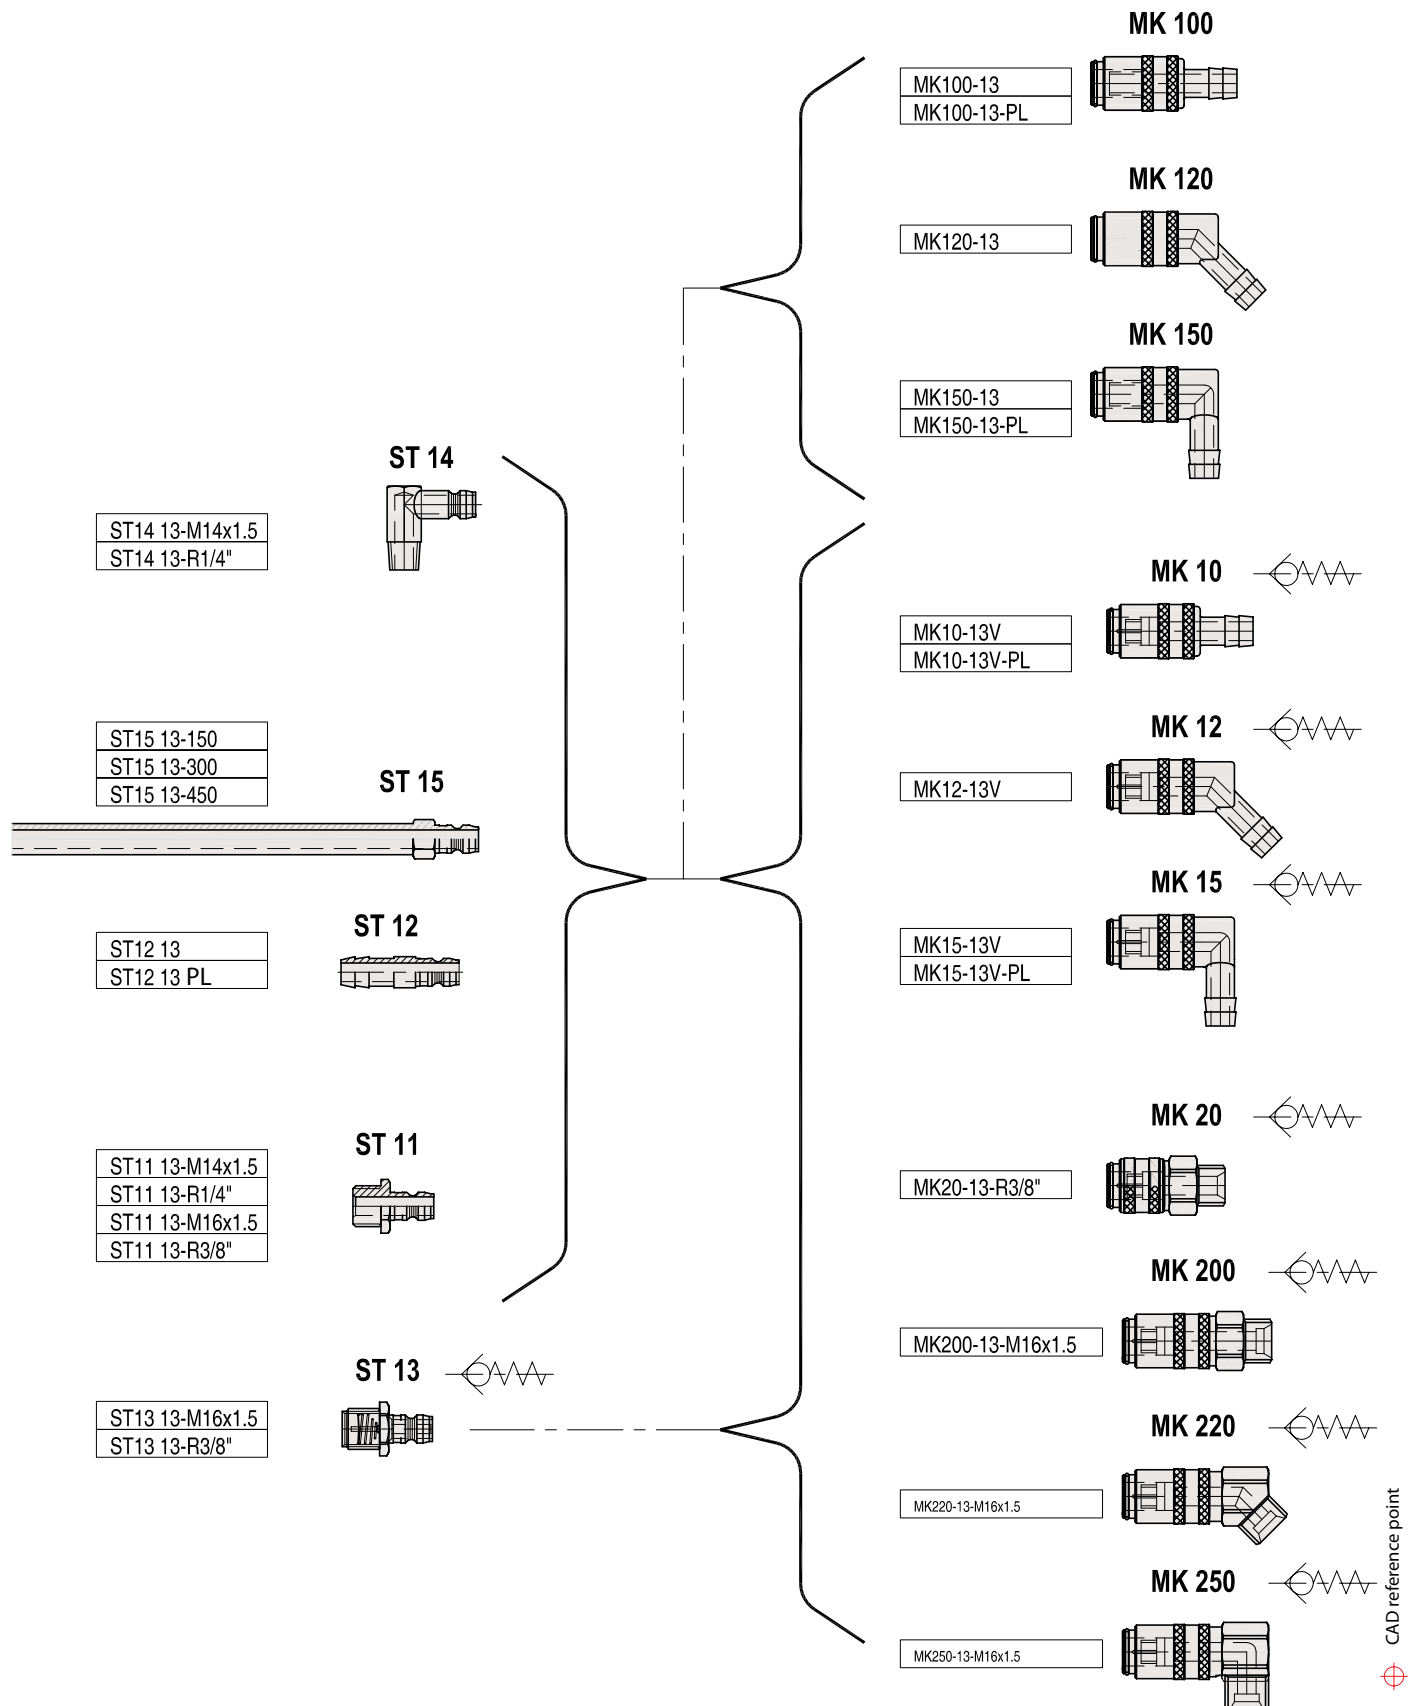 MK 100
MK100-13
MK100-13-PL
MK 120
MK120-13
MK 150
MK150-13
MK150-13-PL
ST 14
ST14 13-M14x1.5
ST14 13-R1/4"
MK 10
MK10-13V
MK10-13V-PL
ST15 13-150
ST15 13-300
ST15 13-450
ST 15
MK 12
MK12-13V
MK 15
MK15-13V
MK15-13V-PL
ST 12
ST12 13
ST12 13 PL
ST 11
ST11 13-M14x1.5
ST11 13-R1/4"
ST11 13-M16x1.5
ST11 13-R3/8"
MK 20
MK20-13-R3/8"
MK 200
MK200-13-M16x1.5
ST 13
ST13 13-M16x1.5
ST13 13-R3/8"
MK 220
MK220-13-M16x1.5
MK 250
MK250-13-M16x1.5
CAD reference point